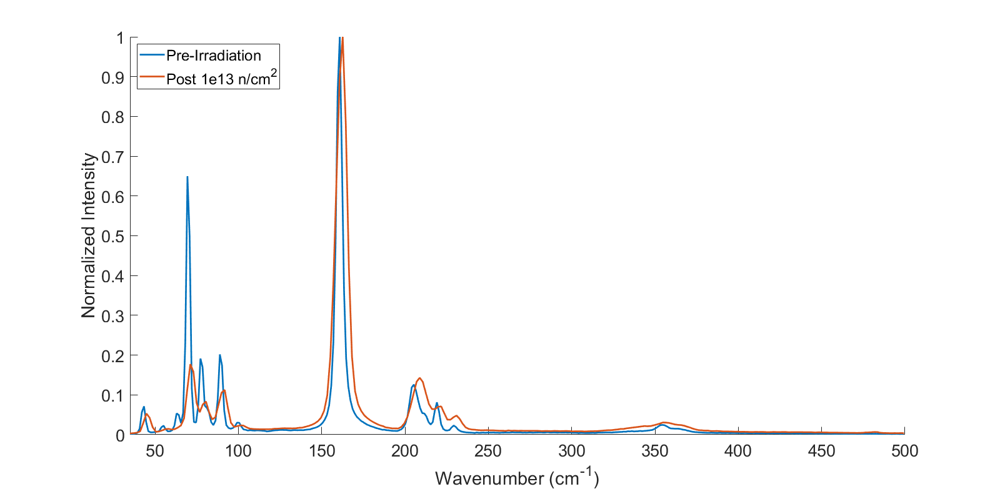 1
0.9
0.8
0.7
0.6
0.5
0.4
0.3
0.2
0.1
0
Normalized Intensity
Pre-Irradiation
Post 1e13 n/cm²
50 100 150 200 250 300 350 400 450 500
Wavenumber (cm⁻¹)